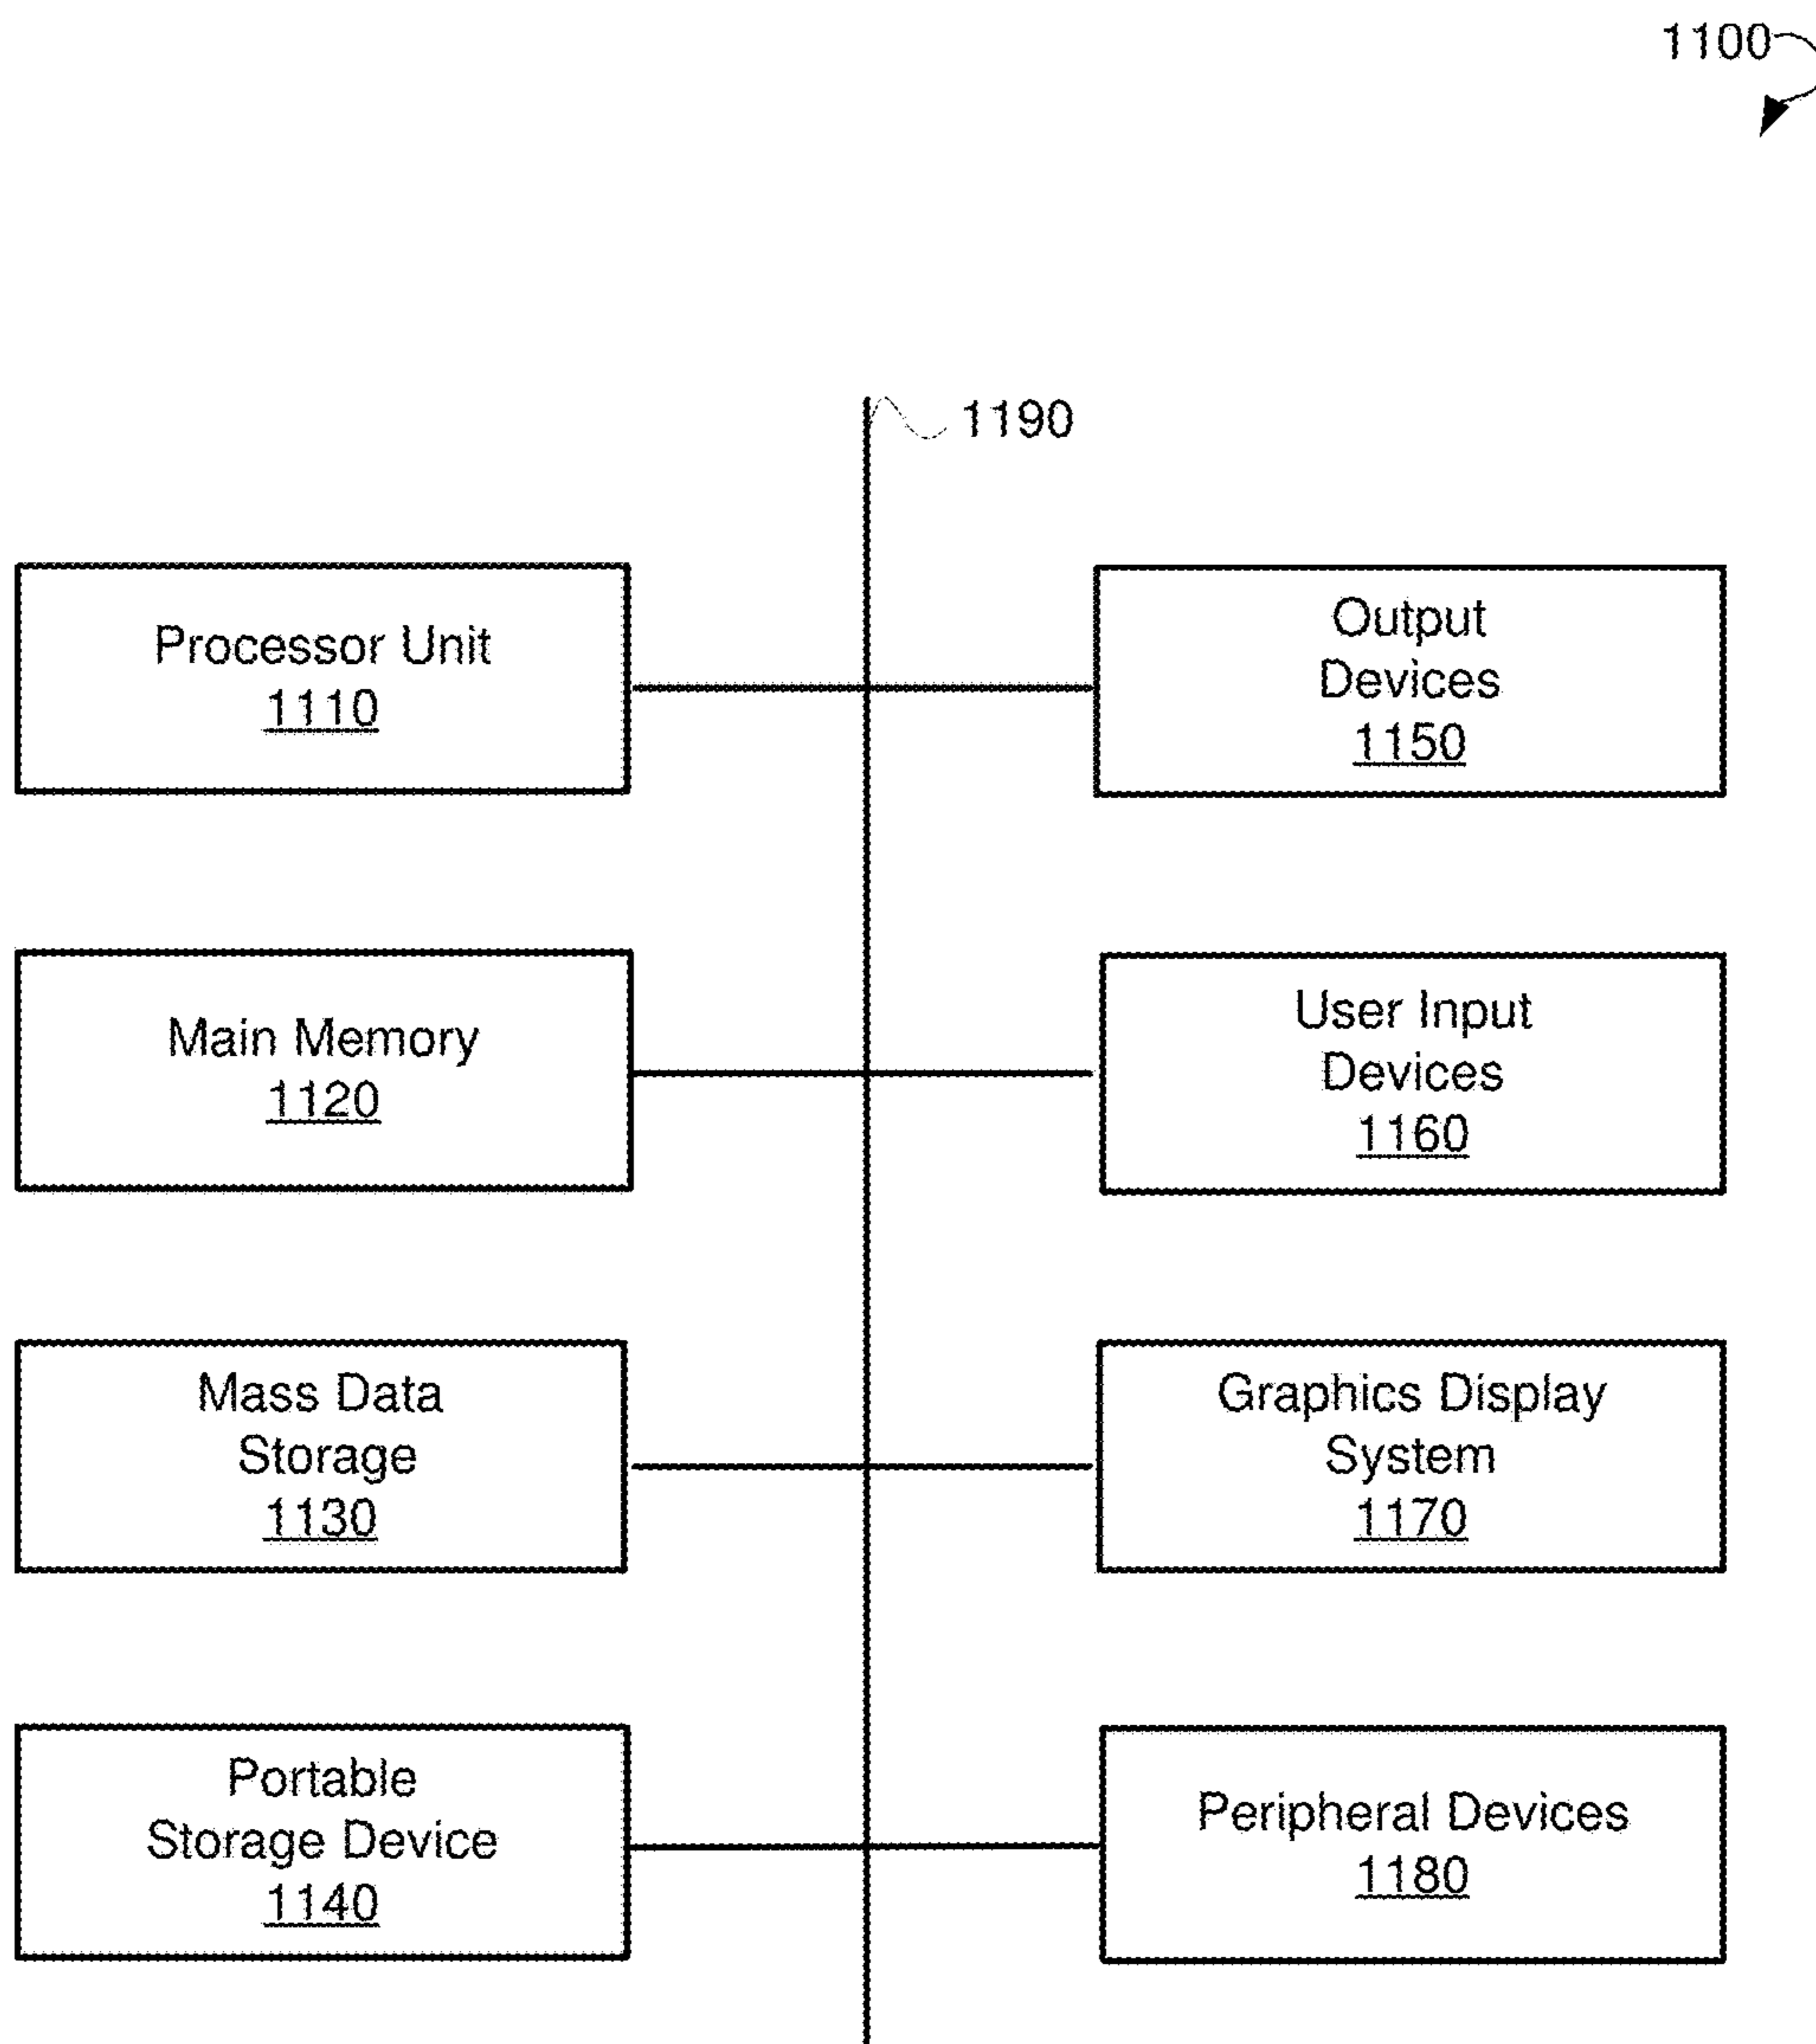 1100
1190
Processor Unit
1110
Output
Devices
1150
Main Memory
1120
User Input
Devices
1160
Mass Data
Storage
1130
Graphics Display
System
1170
Portable
Storage Device
1140
Peripheral Devices
1180